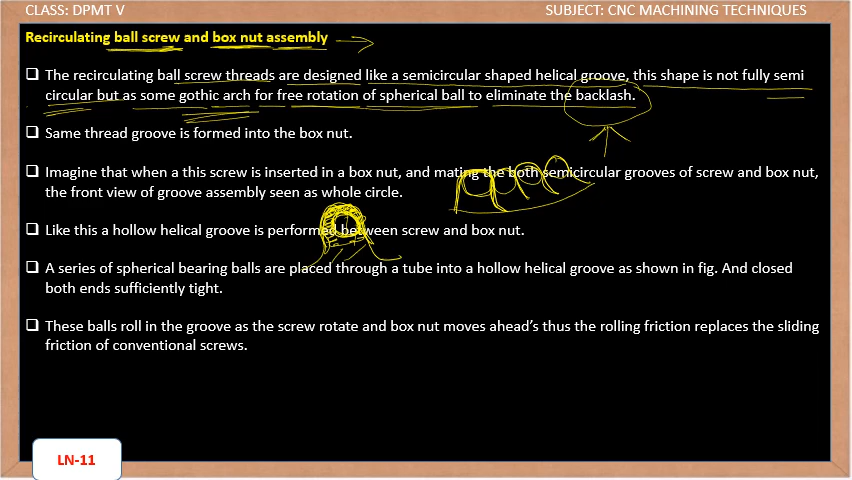 CLASS: DPMT V SUBJECT: CNC MACHINING TECHNIQUES
Recirculating ball screw and box nut assembly
The recirculating ball screw threads are designed like a semicircular shaped helical groove, this shape is not fully semi
circular but as some gothic arch for free rotation of spherical ball to eliminate the backlash.
Same thread groove is formed into the box nut.
Imagine that when a this screw is inserted in a box nut, and mating the both semicircular grooves of screw and box nut,
the front view of groove assembly seen as whole circle.
Like this a hollow helical groove is performed between screw and box nut.
A series of spherical bearing balls are placed through a tube into a hollow helical groove as shown in fig. And closed
both ends sufficiently tight.
These balls roll in the groove as the screw rotate and box nut moves ahead's thus the rolling friction replaces the sliding
friction of conventional screws.
LN-11